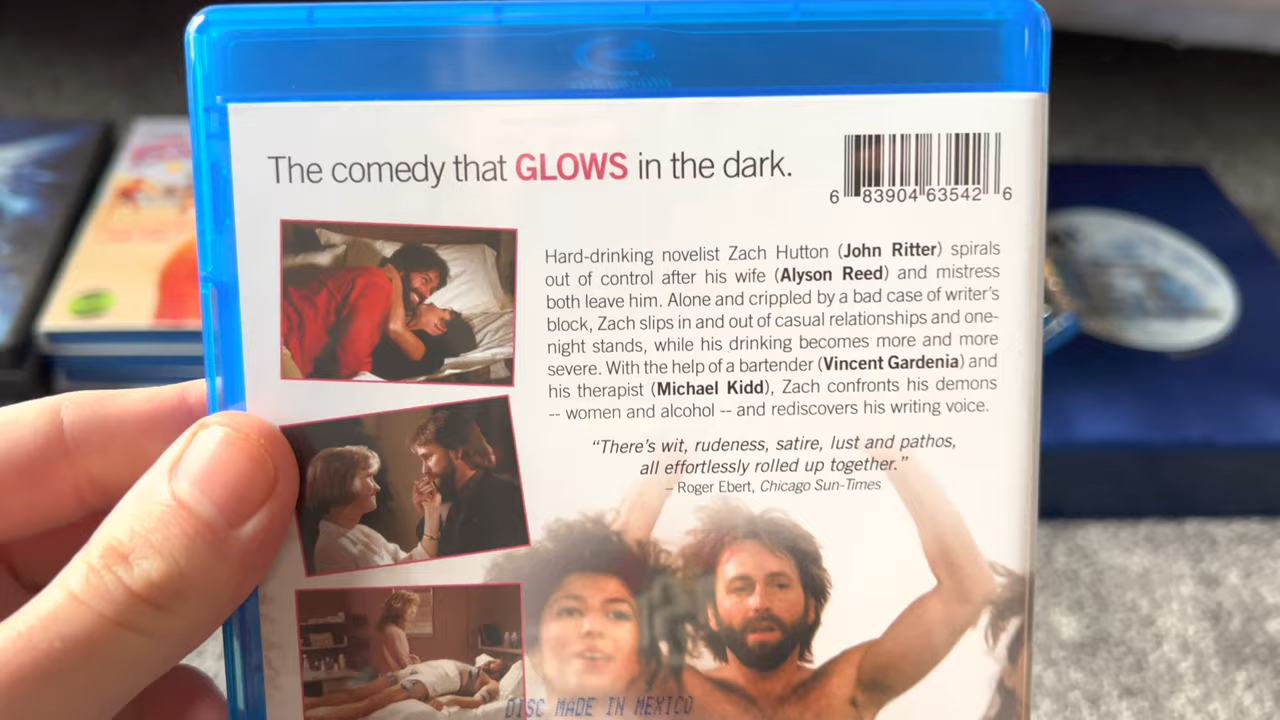 The comedy that GLOWS in the dark.
6 83904 63542 6
Hard-drinking novelist Zach Hutton (John Ritter) spirals
out of control after his wife (Alyson Reed) and mistress
both leave him. Alone and crippled by a bad case of writer's
block, Zach slips in and out of casual relationships and one-
night stands, while his drinking becomes more and more
severe. With the help of a bartender (Vincent Gardenia) and
his therapist (Michael Kidd), Zach confronts his demons
-- women and alcohol -- and rediscovers his writing voice.
“There's wit, rudeness, satire, lust and pathos,
all effortlessly rolled up together.”
– Roger Ebert, Chicago Sun-Times
DISC MADE IN MEXICO